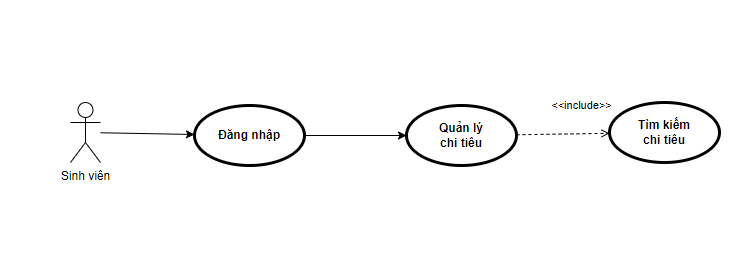 <<include>>
Đăng nhập
Quản lý
chi tiêu
Tìm kiếm
chi tiêu
Sinh viên